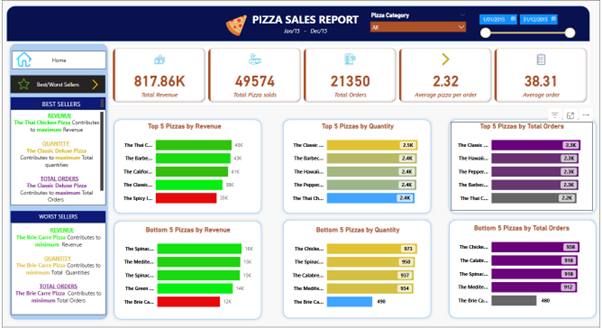 PIZZA SALES REPORT
Jan/15 - Dec/15
Pizza Category
All
1/01/2015
31/12/2015
Home
Best/Worst Sellers
817.86K
Total Revenue
49574
Total Pizza solds
21350
Total Orders
2.32
Average pizza per order
38.31
Average order
BEST SELLERS
REVENUE
The Thai Chicken Pizza Contributes
to maximum Revenue
QUANTITY
The Classic Deluxe Pizza
Contributes to maximum Total
quantities
TOTAL ORDERS
The Classic Deluxe Pizza
Contributes to maximum Total
Orders
WORST SELLERS
REVENUE
The Brie Carre Pizza Contributes to
minimum Revenue
QUANTITY
The Brie Carre Pizza Contributes to
minimum Total Quantities
TOTAL ORDERS
The Brie Carre Pizza Contributes to
minimum Total Orders
Top 5 Pizzas by Revenue
The Thai C...
The Barbe...
The Califor...
The Classic...
The Spicy I...
Top 5 Pizzas by Quantity
The Classic ... 2.5K
The Barbec... 2.4K
The Hawaii... 2.4K
The Pepper... 2.4K
The Thai Ch... 2.4K
Top 5 Pizzas by Total Orders
The Classic ... 2.3K
The Hawaii... 2.3K
The Pepper... 2.3K
The Barbec... 2.3K
The Thai C... 2.2K
Bottom 5 Pizzas by Revenue
The Spinac...
The Medite...
The Spinac...
The Green ...
The Brie Ca... 12K
Bottom 5 Pizzas by Quantity
The Chicke... 973
The Spinac... 950
The Calabre... 937
The Medite... 934
The Brie Ca... 490
Bottom 5 Pizzas by Total Orders
The Chicke... 938
The Calabr... 918
The Spinac... 918
The Medite... 912
The Brie Ca... 480